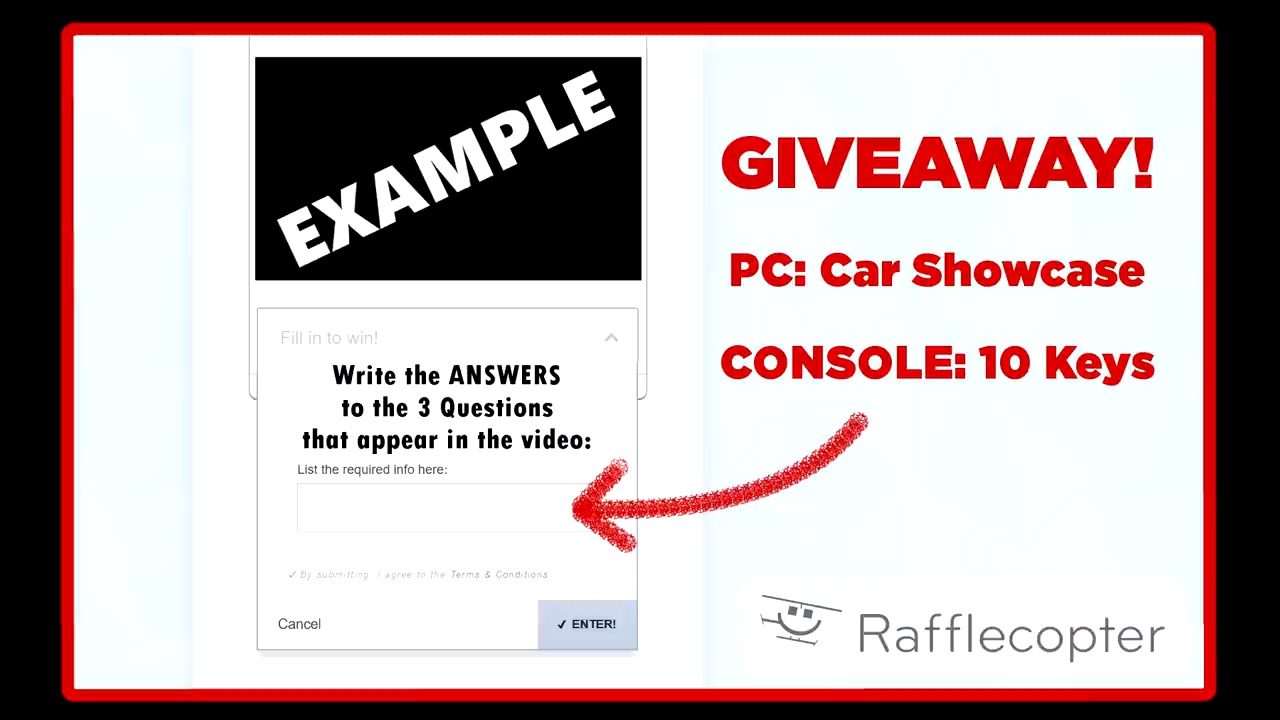 EXAMPLE
Fill in to win!
Write the ANSWERS
to the 3 Questions
that appear in the video:
List the required info here:
✓ By submitting I agree to the Terms & Conditions
Cancel
✓ ENTER!
GIVEAWAY!
PC: Car Showcase
CONSOLE: 10 Keys
Rafflecopter